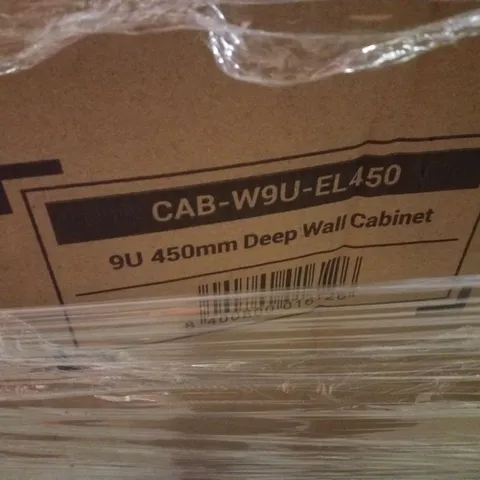 CAB-W9U-EL450
9U 450mm Deep Wall Cabinet